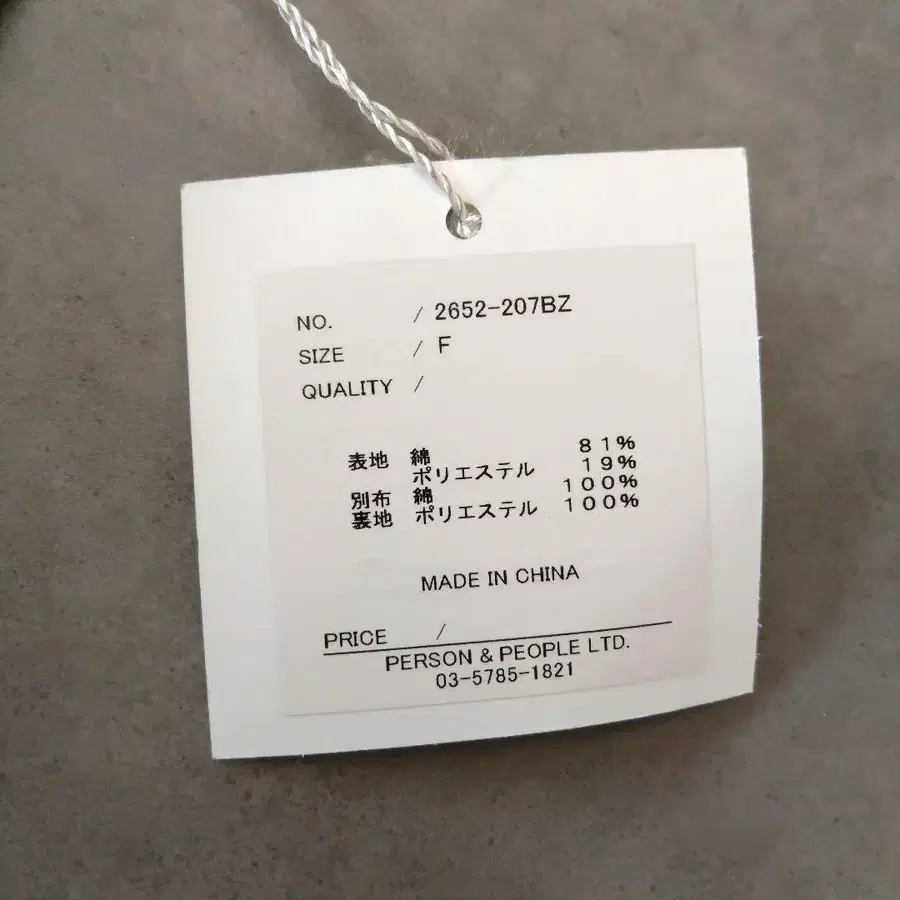 NO. / 2652-207BZ
SIZE / F
QUALITY /
表地 綿 81%
ポリエステル 19%
別布 綿 100%
裏地 ポリエステル 100%
MADE IN CHINA
PRICE /
PERSON & PEOPLE LTD.
03-5785-1821